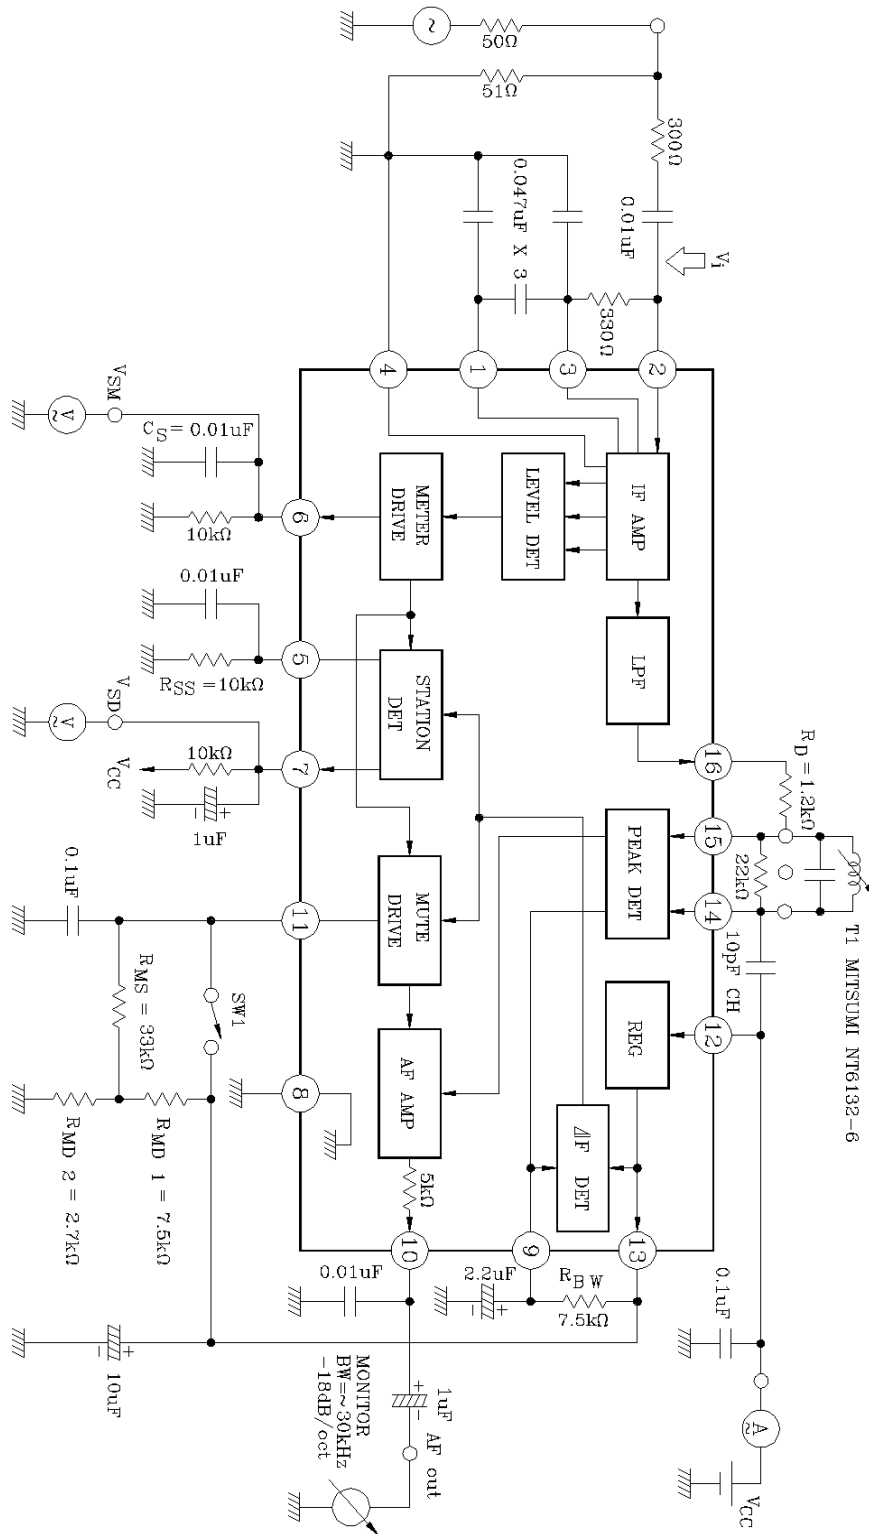 ~
50Ω
51Ω
300Ω
0.01uF
Vi
0.047uF X 3
330Ω
4
1
3
2
VSM
V
~
CS = 0.01uF
10kΩ
6
METER
DRIVE
LEVEL DET
IF AMP
0.01uF
RSS = 10kΩ
5
STATION
DET
LPF
VSD
V
~
10kΩ
VCC
1uF
+
−
7
16
RD = 1.2kΩ
15
22kΩ
14
PEAK DET
T1 MITSUMI NT6132-6
10pF CH
0.1uF
11
MUTE
DRIVE
RMS = 33kΩ
SW1
12
REG
8
AF AMP
ΔF DET
RMD 2 = 2.7kΩ
RMD 1 = 7.5kΩ
5kΩ
10
9
13
0.01uF
2.2uF
+
−
RBW
7.5kΩ
0.1uF
10uF
+
−
MONITOR
BW=~30kHz
-18dB/oct
1uF
+
−
AF out
A
~
VCC